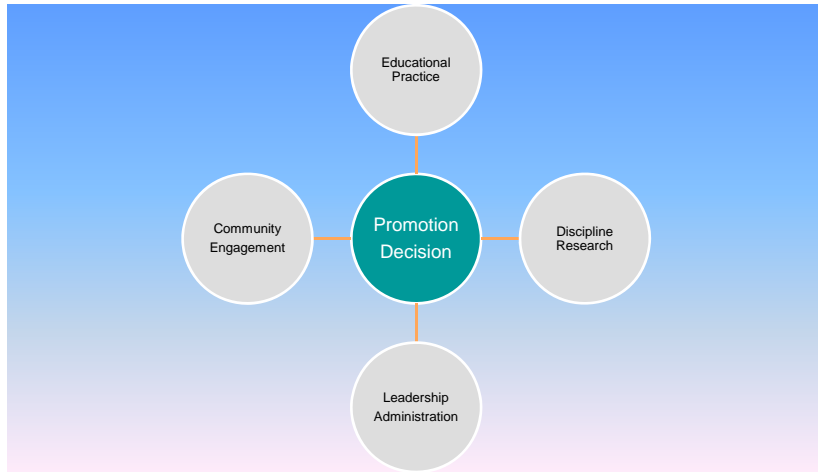 Educational
Practice
Community
Engagement
Promotion
Decision
Discipline
Research
Leadership
Administration